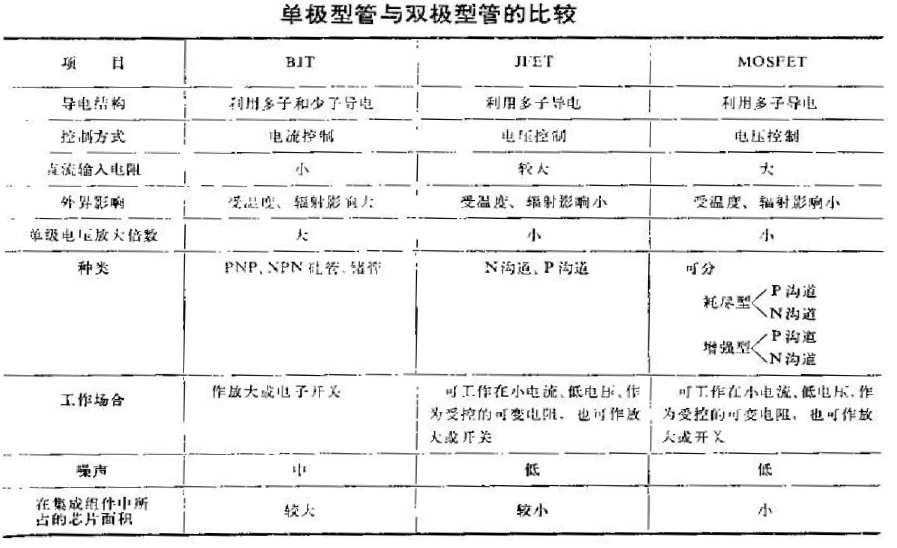 单极型管与双极型管的比较
项 目 BJT JFET MOSFET
导电结构 利用多子和少子导电 利用多子导电 利用多子导电
控制方式 电流控制 电压控制 电压控制
直流输入电阻 小 较大 大
外界影响 受温度、辐射影响大 受温度、辐射影响小 受温度、辐射影响小
单级电压放大倍数 大 小 小
种类 PNP、NPN 硅管、锗管 N沟道、P沟道 可分
耗尽型 P沟道
N沟道
增强型 P沟道
N沟道
工作场合 作放大或电子开关 可工作在小电流、低电压、作 可工作在小电流、低电压、作
为受控的可变电阻，也可作放 为受控的可变电阻，也可作放
大或开关 大或开关
噪声 中 低 低
在集成组件中所
占的芯片面积 较大 较小 小